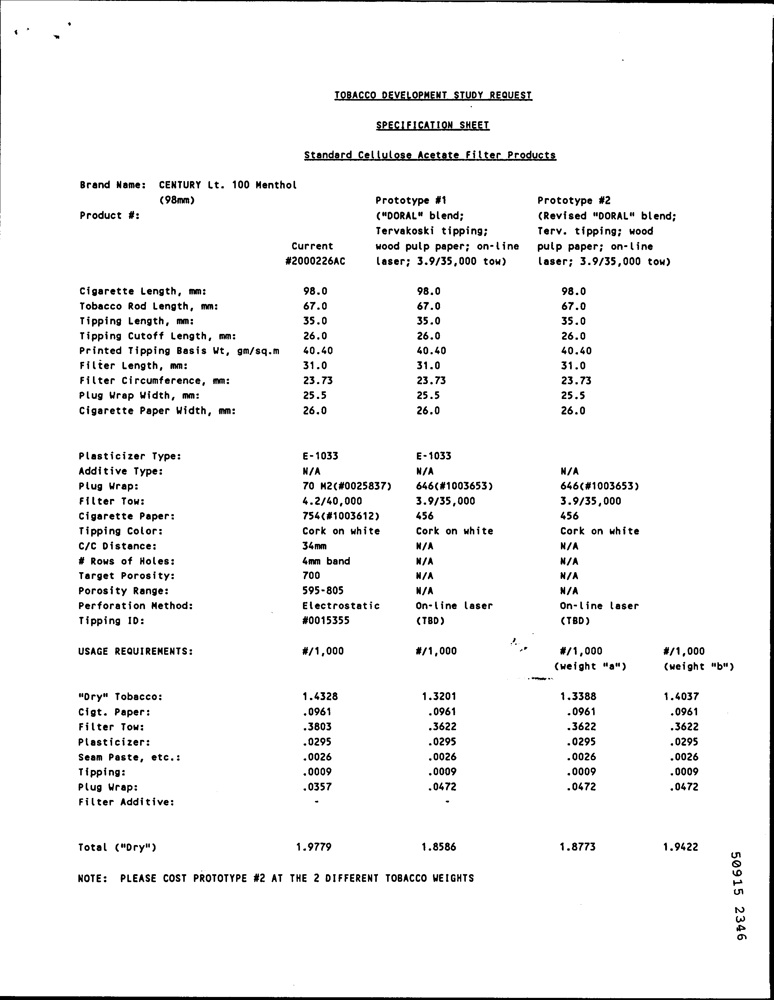 TOBACCO DEVELOPMENT STUDY REQUEST
SPECIFICATION SHEET
Standard Cellulose Acetate Filter Products
Brand Name: CENTURY Lt. 100 Menthol
(98mm) Prototype #1 Prototype #2
Product #: ("DORAL" blend; (Revised "DORAL" blend;
Tervakoski tipping; Terv. tipping; wood
Current wood pulp paper; on-line pulp paper; on-line
#2000226AC laser; 3.9/35,000 tow) laser; 3.9/35,000 tow)
Cigarette Length, mm: 98.0 98.0 98.0
Tobacco Rod Length, mm: 67.0 67.0 67.0
Tipping Length, mm: 35.0 35.0 35.0
Tipping Cutoff Length, mm: 26.0 26.0 26.0
Printed Tipping Basis Wt, gm/sq.m 40.40 40.40 40.40
Filter Length, mm: 31.0 31.0 31.0
Filter Circumference, mm: 23.73 23.73 23.73
Plug Wrap Width, mm: 25.5 25.5 25.5
Cigarette Paper Width, mm: 26.0 26.0 26.0
Plasticizer Type: E-1033 E-1033
Additive Type: N/A N/A N/A
Plug Wrap: 70 M2(#0025837) 646(#1003653) 646(#1003653)
Filter Tow: 4.2/40,000 3.9/35,000 3.9/35,000
Cigarette Paper: 754(#1003612) 456 456
Tipping Color: Cork on white Cork on white Cork on white
C/C Distance: 34mm N/A N/A
# Rows of Holes: 4mm band N/A N/A
Target Porosity: 700 N/A N/A
Porosity Range: 595-805 N/A N/A
Perforation Method: Electrostatic On-line laser On-line laser
Tipping ID: #0015355 (TBD) (TBD)
USAGE REQUIREMENTS: #/1,000 #/1,000 #/1,000 #/1,000
(weight "a") (weight "b")
"Dry" Tobacco: 1.4328 1.3201 1.3388 1.4037
Cigt. Paper: .0961 .0961 .0961 .0961
Filter Tow: .3803 .3622 .3622 .3622
Plasticizer: .0295 .0295 .0295 .0295
Seam Paste, etc.: .0026 .0026 .0026 .0026
Tipping: .0009 .0009 .0009 .0009
Plug Wrap: .0357 .0472 .0472 .0472
Filter Additive: - -
Total ("Dry") 1.9779 1.8586 1.8773 1.9422
NOTE: PLEASE COST PROTOTYPE #2 AT THE 2 DIFFERENT TOBACCO WEIGHTS
50915 2346